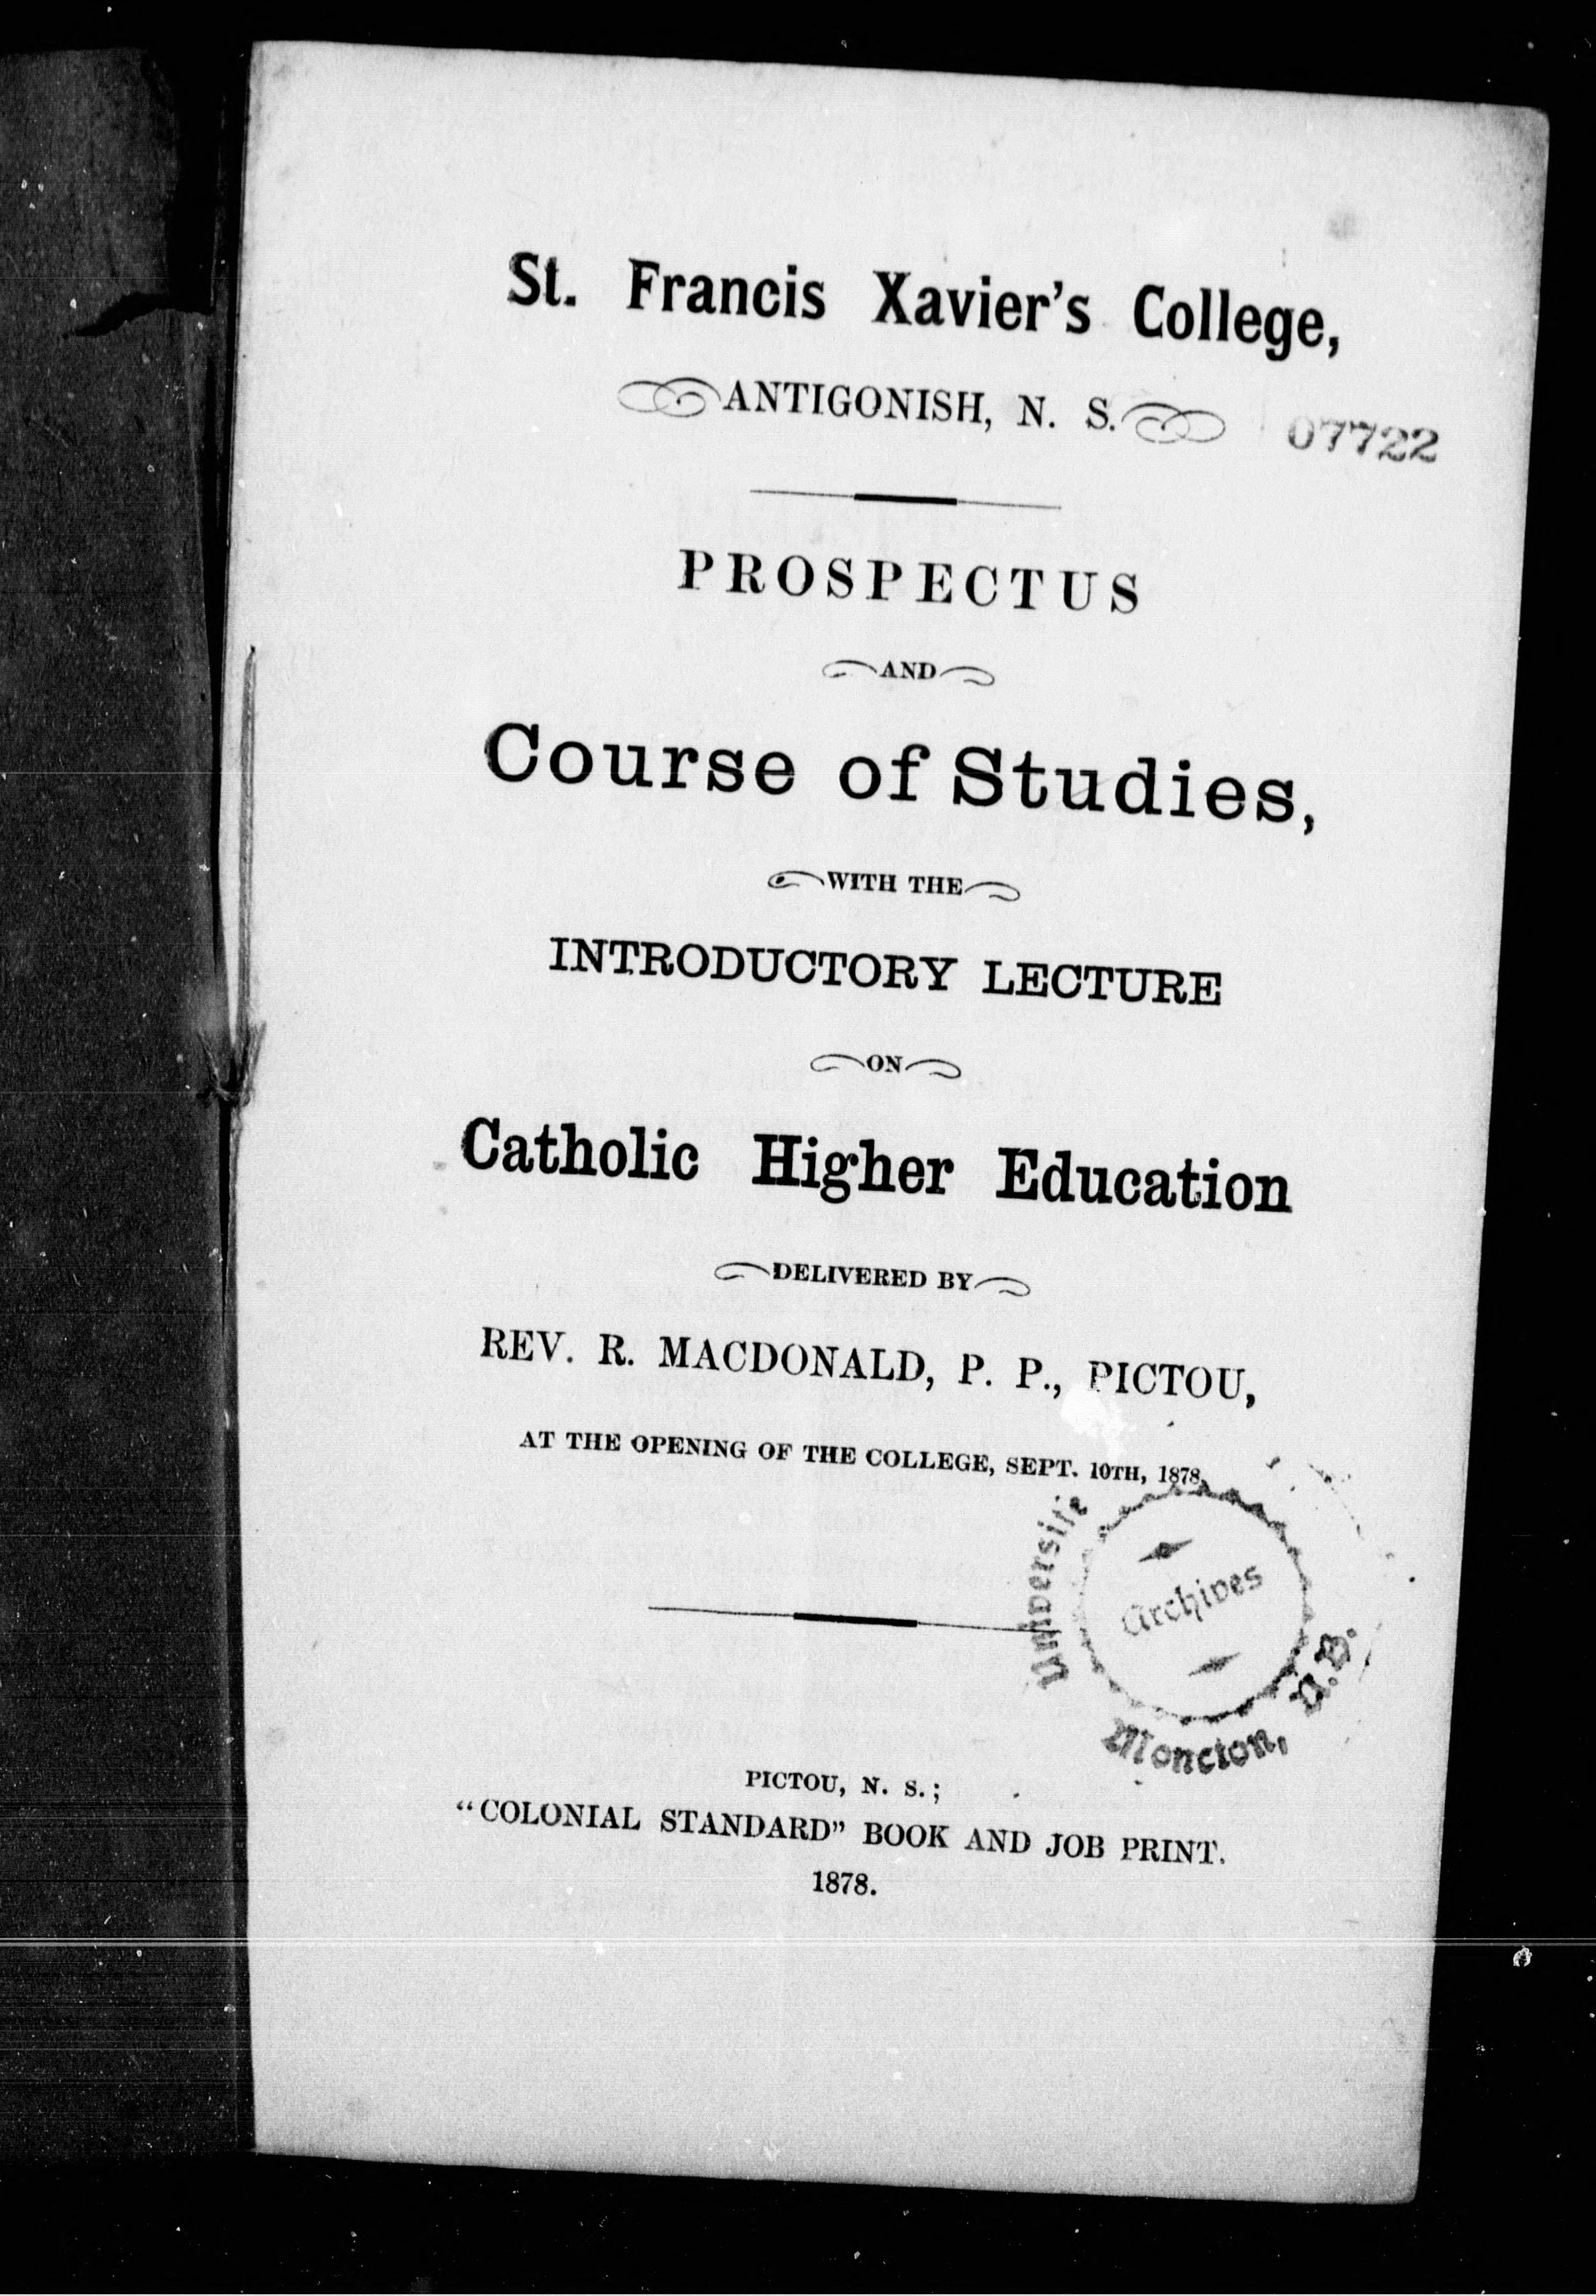 St. Francis Xavier's College,
ANTIGONISH, N. S.
07722
PROSPECTUS
AND
Course of Studies,
WITH THE
INTRODUCTORY LECTURE
ON
Catholic Higher Education
DELIVERED BY
REV. R. MACDONALD, P. P., PICTOU,
AT THE OPENING OF THE COLLEGE, SEPT. 10TH, 1878.
Université
Archives
Moncton, N.B.
PICTOU, N. S.;
"COLONIAL STANDARD" BOOK AND JOB PRINT.
1878.